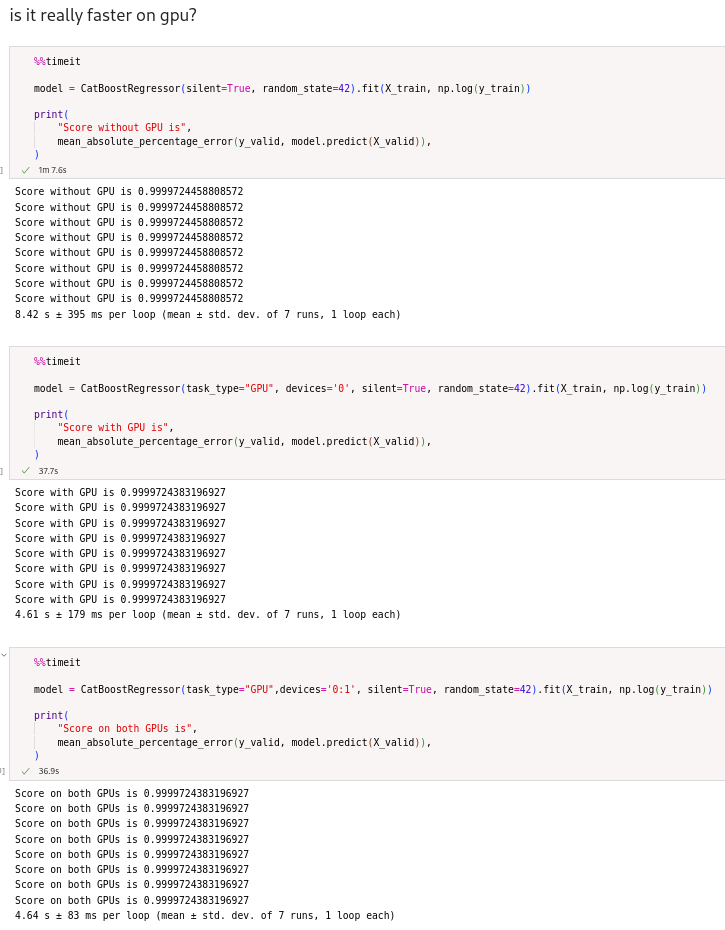 is it really faster on gpu?
%%timeit
model = CatBoostRegressor(silent=True, random_state=42).fit(X_train, np.log(y_train))
print(
"Score without GPU is",
mean_absolute_percentage_error(y_valid, model.predict(X_valid)),
)
]
✓ 1m 7.6s
Score without GPU is 0.9999724458808572
Score without GPU is 0.9999724458808572
Score without GPU is 0.9999724458808572
Score without GPU is 0.9999724458808572
Score without GPU is 0.9999724458808572
Score without GPU is 0.9999724458808572
Score without GPU is 0.9999724458808572
Score without GPU is 0.9999724458808572
8.42 s ± 395 ms per loop (mean ± std. dev. of 7 runs, 1 loop each)
%%timeit
model = CatBoostRegressor(task_type="GPU", devices='0', silent=True, random_state=42).fit(X_train, np.log(y_train))
print(
"Score with GPU is",
mean_absolute_percentage_error(y_valid, model.predict(X_valid)),
)
]
✓ 37.7s
Score with GPU is 0.9999724383196927
Score with GPU is 0.9999724383196927
Score with GPU is 0.9999724383196927
Score with GPU is 0.9999724383196927
Score with GPU is 0.9999724383196927
Score with GPU is 0.9999724383196927
Score with GPU is 0.9999724383196927
Score with GPU is 0.9999724383196927
4.61 s ± 179 ms per loop (mean ± std. dev. of 7 runs, 1 loop each)
%%timeit
model = CatBoostRegressor(task_type="GPU",devices='0:1', silent=True, random_state=42).fit(X_train, np.log(y_train))
print(
"Score on both GPUs is",
mean_absolute_percentage_error(y_valid, model.predict(X_valid)),
)
]
✓ 36.9s
Score on both GPUs is 0.9999724383196927
Score on both GPUs is 0.9999724383196927
Score on both GPUs is 0.9999724383196927
Score on both GPUs is 0.9999724383196927
Score on both GPUs is 0.9999724383196927
Score on both GPUs is 0.9999724383196927
Score on both GPUs is 0.9999724383196927
Score on both GPUs is 0.9999724383196927
4.64 s ± 83 ms per loop (mean ± std. dev. of 7 runs, 1 loop each)